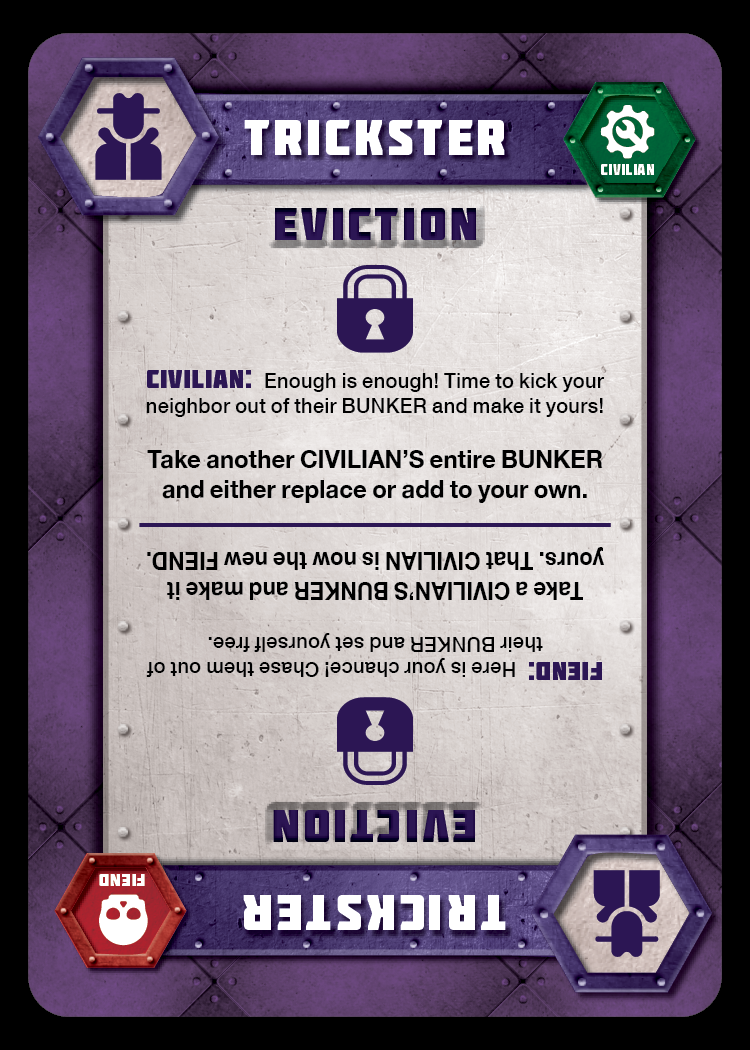 TRICKSTER
CIVILIAN
EVICTION
CIVILIAN: Enough is enough! Time to kick your
neighbor out of their BUNKER and make it yours!
Take another CIVILIAN’S entire BUNKER
and either replace or add to your own.
TRICKSTER
FIEND
EVICTION
FIEND: Here is your chance! Chase them out of
their BUNKER and set yourself free.
Take a CIVILIAN’S BUNKER and make it
yours. That CIVILIAN is now the new FIEND.